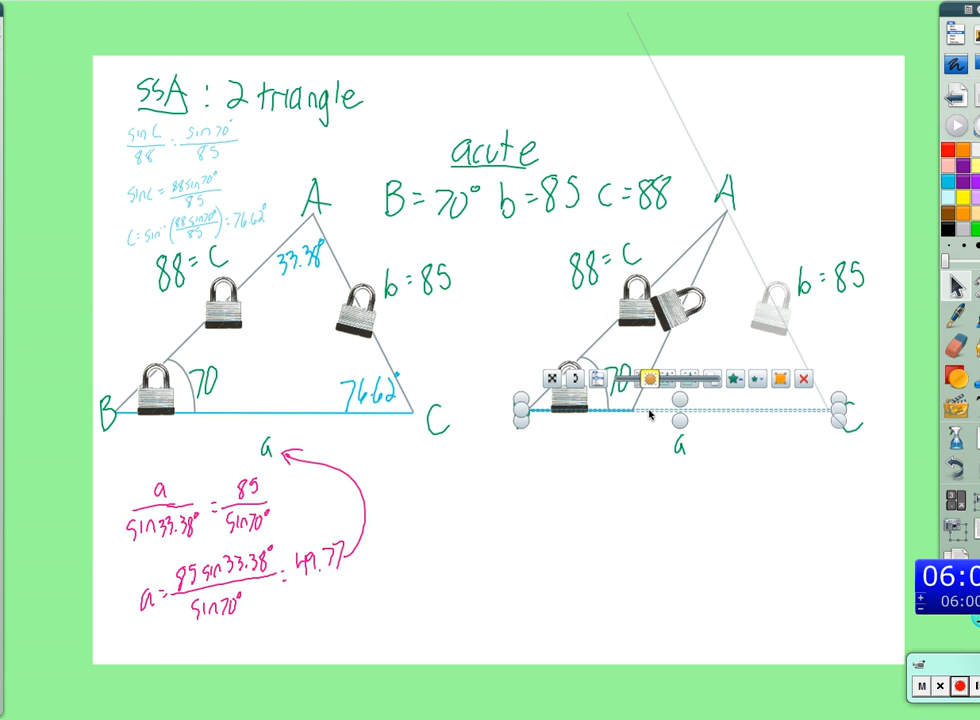 SSA : 2 triangle
sin C / 88 = sin 70° / 85
sin C = 88 sin 70° / 85
C = sin⁻¹ (88 sin 70° / 85) = 76.62°
acute
B = 70° b = 85 c = 88
A
33.38°
88 = C
b = 85
70
76.62°
B
C
a
a / sin 33.38° = 85 / sin 70°
a = 85 sin 33.38° / sin 70° = 49.77
A
88 = C
b = 85
70
C
a
06:0
06:00
M